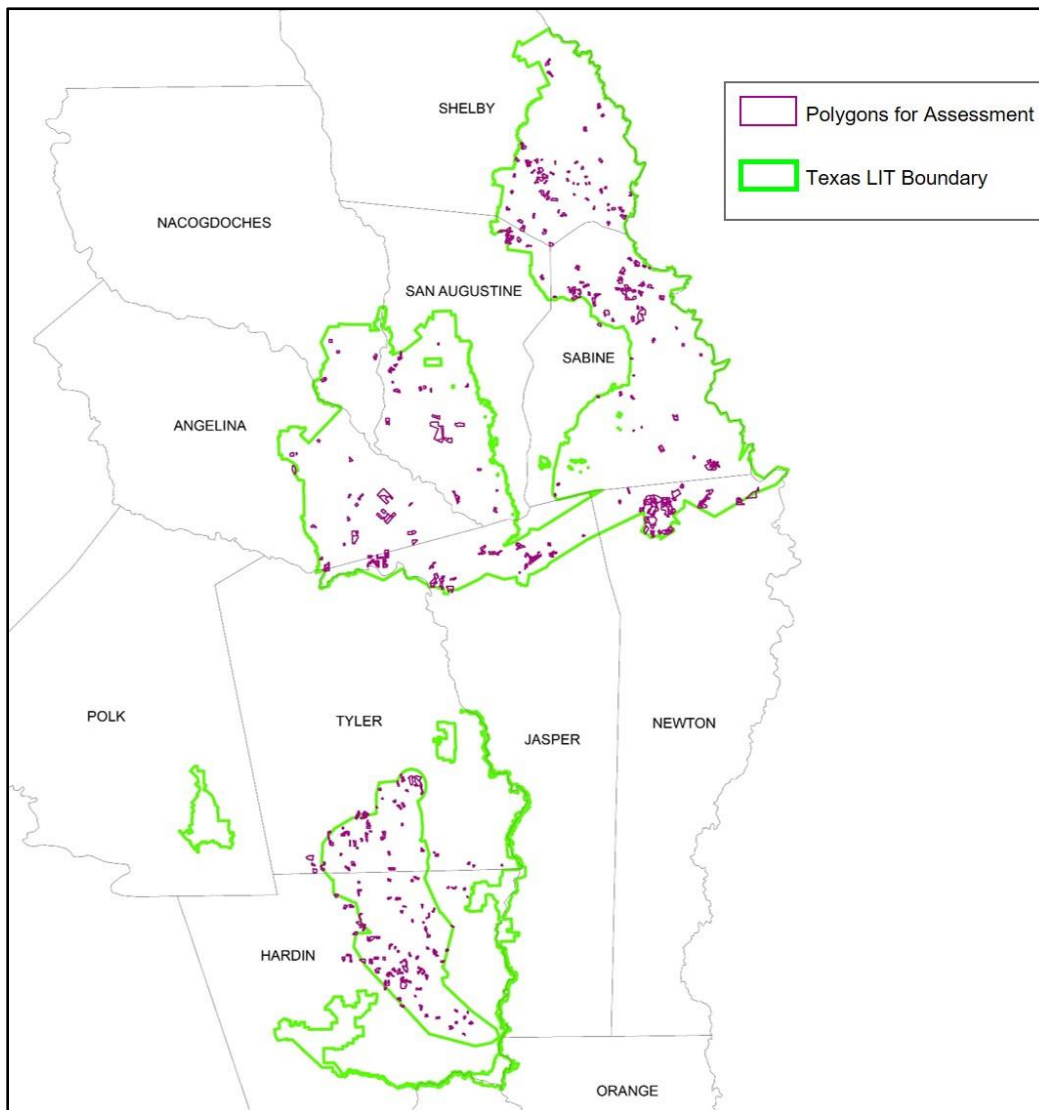 SHELBY
Polygons for Assessment
Texas LIT Boundary
NACOGDOCHES
SAN AUGUSTINE
SABINE
ANGELINA
POLK
TYLER
JASPER
NEWTON
HARDIN
ORANGE